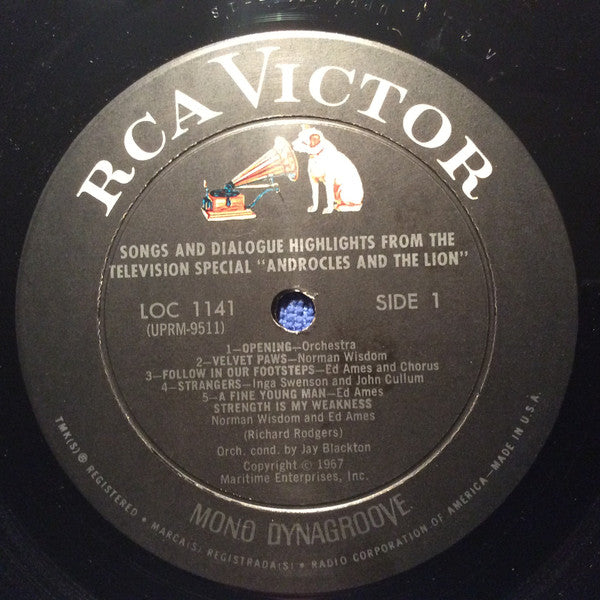 RCA VICTOR
SONGS AND DIALOGUE HIGHLIGHTS FROM THE
TELEVISION SPECIAL "ANDROCLES AND THE LION"
LOC 1141
SIDE 1
(UPRM-9511)
1—OPENING—Orchestra
2—VELVET PAWS—Norman Wisdom
3—FOLLOW IN OUR FOOTSTEPS—Ed Ames and Chorus
4—STRANGERS—Inga Swenson and John Cullum
5—A FINE YOUNG MAN—Ed Ames
STRENGTH IS MY WEAKNESS
Norman Wisdom and Ed Ames
(Richard Rodgers)
Orch. cond. by Jay Blackton
Copyright © 1967
Maritime Enterprises, Inc.
MONO DYNAGROOVE
TMK(S) ® REGISTERED • MARCA(S) REGISTRADA(S) • RADIO CORPORATION OF AMERICA—MADE IN U.S.A.